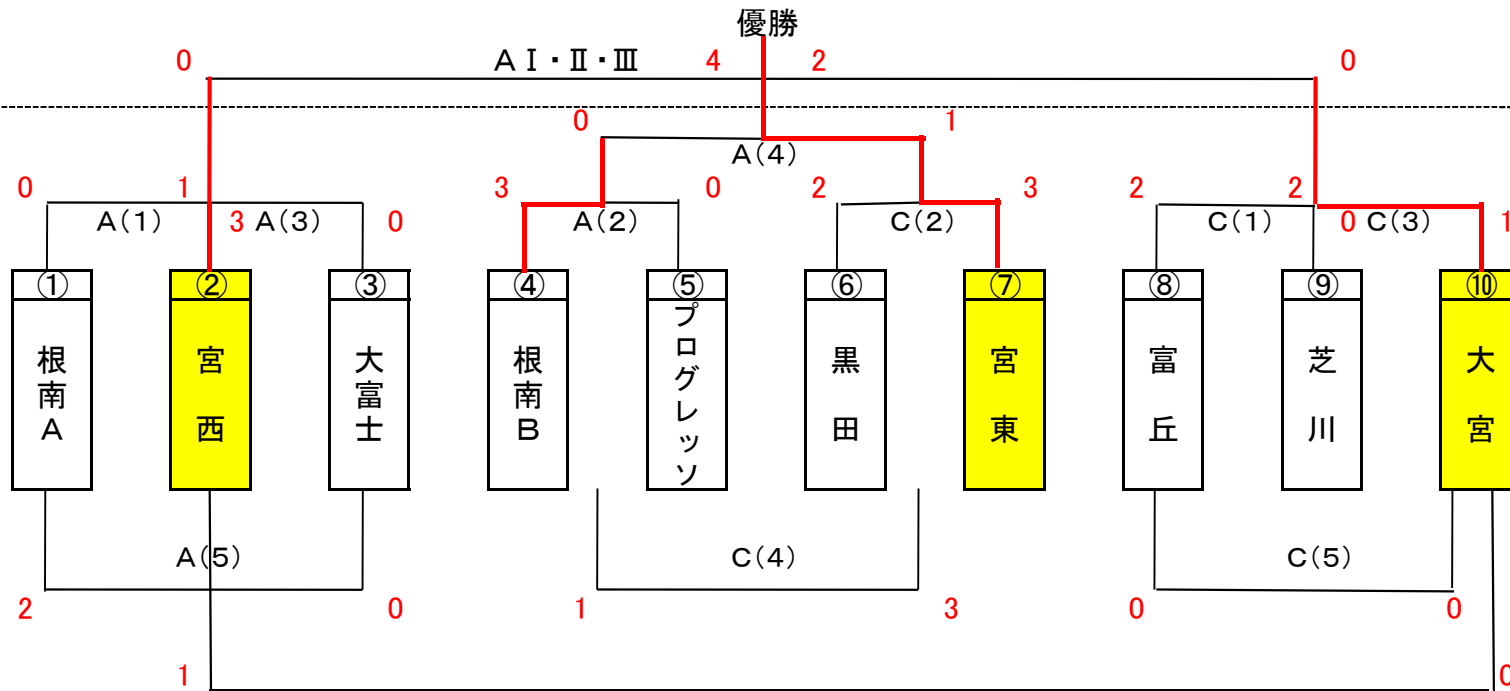 優勝
0 AⅠ・Ⅱ・Ⅲ 4 2 0
0 1
A(4)
0 1 3 0 2 3 2 2 1
A(1) 3 A(3) 0 A(2) C(2) C(1) 0 C(3)
① ② ③ ④ ⑤ ⑥ ⑦ ⑧ ⑨ ⑩
根南A
宮西
大富士
根南B
プログレッソ
黒田
宮東
富丘
芝川
大宮
A(5) C(4) C(5)
2 0 1 3 0 0
1 0